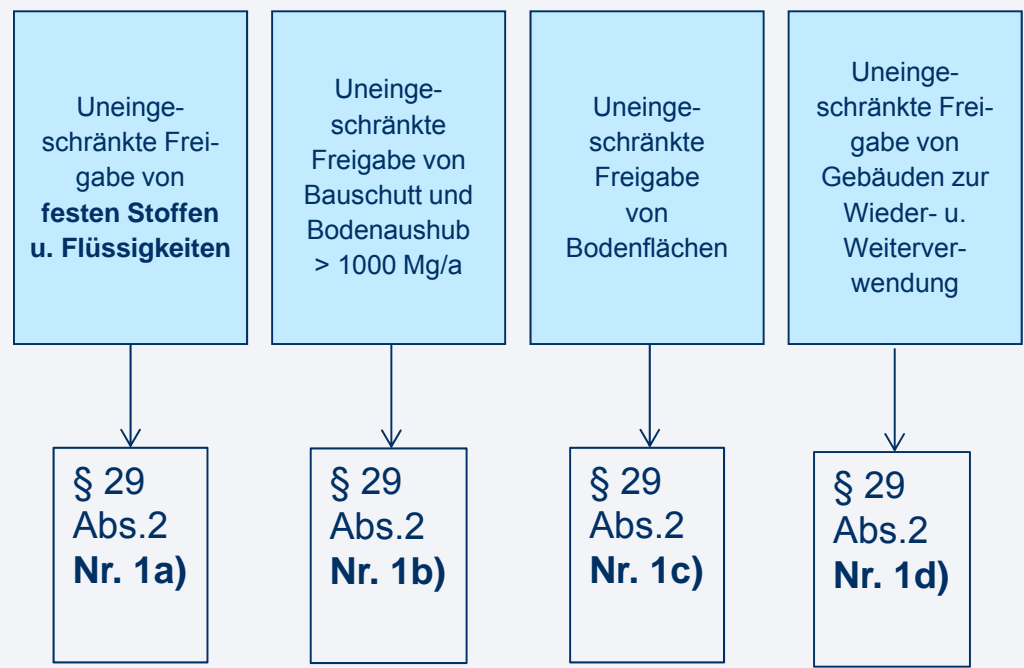 Uneinge-
schränkte Frei-
gabe von
festen Stoffen
u. Flüssigkeiten
Uneinge-
schränkte
Freigabe von
Bauschutt und
Bodenaushub
> 1000 Mg/a
Uneinge-
schränkte
Freigabe
von
Bodenflächen
Uneinge-
schränkte Frei-
gabe von
Gebäuden zur
Wieder- u.
Weiterver-
wendung
§ 29
Abs.2
Nr. 1a)
§ 29
Abs.2
Nr. 1b)
§ 29
Abs.2
Nr. 1c)
§ 29
Abs.2
Nr. 1d)